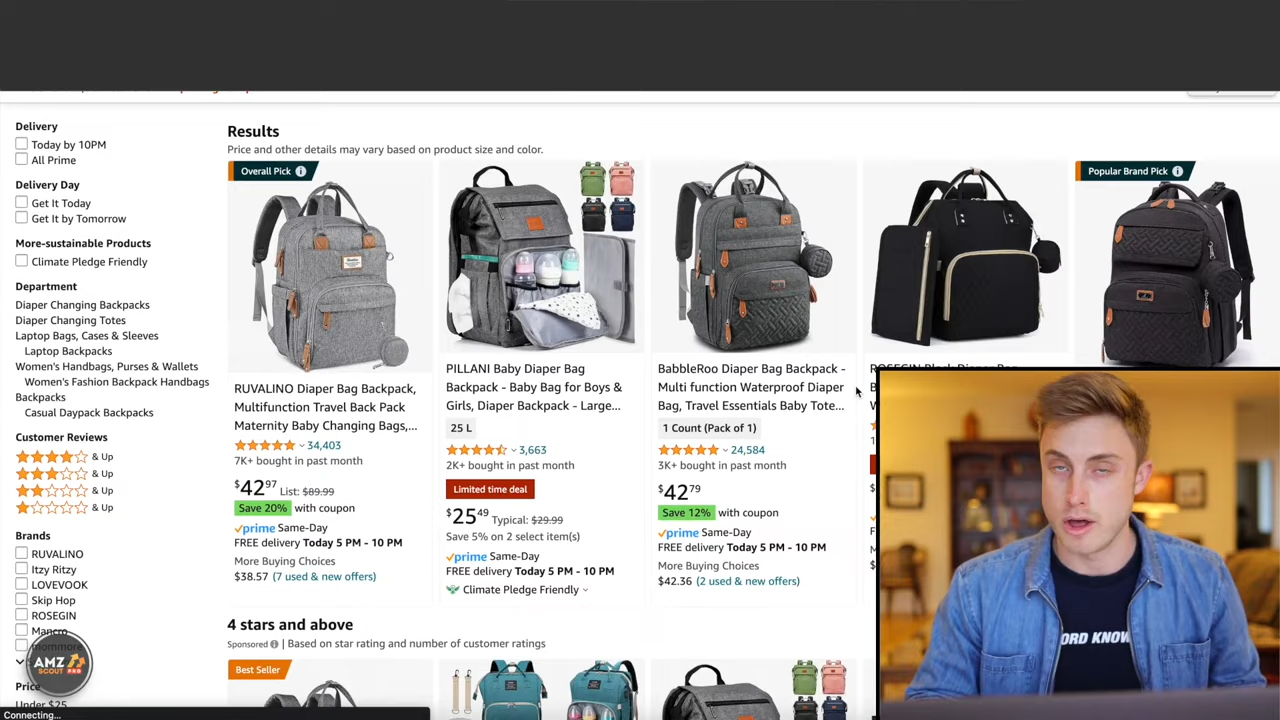 Delivery
Today by 10PM
All Prime
Delivery Day
Get It Today
Get It by Tomorrow
More-sustainable Products
Climate Pledge Friendly
Department
Diaper Changing Backpacks
Diaper Changing Totes
Laptop Bags, Cases & Sleeves
Laptop Backpacks
Women's Handbags, Purses & Wallets
Women's Fashion Backpack Handbags
Backpacks
Casual Daypack Backpacks
Customer Reviews
& Up
& Up
& Up
& Up
Brands
RUVALINO
Itzy Ritzy
LOVEVOOK
Skip Hop
ROSEGIN
Mancro
mommore
AMZ
SCOUT PRO
Price
Under $25
Connecting...
Results
Price and other details may vary based on product size and color.
Overall Pick
RUVALINO Diaper Bag Backpack,
Multifunction Travel Back Pack
Maternity Baby Changing Bags,...
34,403
7K+ bought in past month
$42 97 List: $89.99
Save 20% with coupon
prime Same-Day
FREE delivery Today 5 PM - 10 PM
More Buying Choices
$38.57 (7 used & new offers)
PILLANI Baby Diaper Bag
Backpack - Baby Bag for Boys &
Girls, Diaper Backpack - Large...
25 L
3,663
2K+ bought in past month
Limited time deal
$25 49 Typical: $29.99
Save 5% on 2 select item(s)
prime Same-Day
FREE delivery Today 5 PM - 10 PM
Climate Pledge Friendly
BabbleRoo Diaper Bag Backpack -
Multi function Waterproof Diaper
Bag, Travel Essentials Baby Tote...
1 Count (Pack of 1)
24,584
3K+ bought in past month
$42 79
Save 12% with coupon
prime Same-Day
FREE delivery Today 5 PM - 10 PM
More Buying Choices
$42.36 (2 used & new offers)
Popular Brand Pick
4 stars and above
Sponsored | Based on star rating and number of customer ratings
Best Seller
ORD KNOW